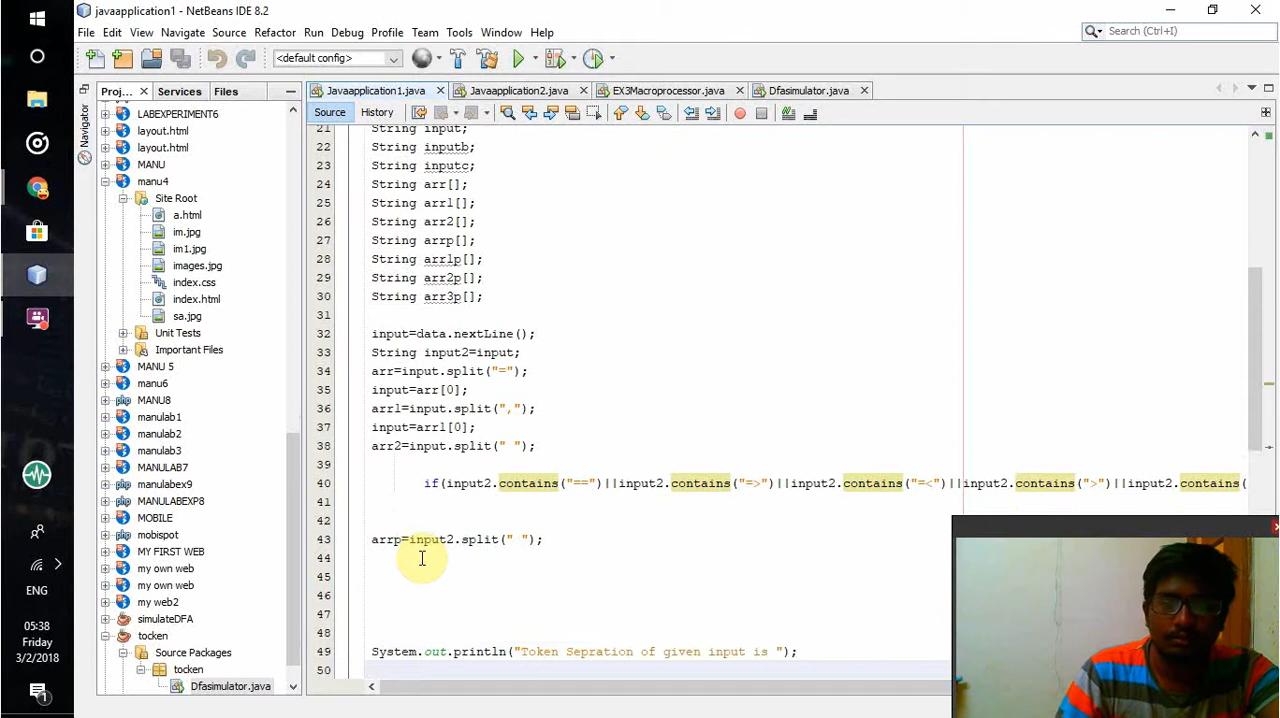 javaapplication1 - NetBeans IDE 8.2
File Edit View Navigate Source Refactor Run Debug Profile Team Tools Window Help
Search (Ctrl+I)
<default config>
Proj... Services Files
Javaapplication1.java Javaapplication2.java EX3Macroprocessor.java Dfasimulator.java
Source History
Navigator
LABEXPERIMENT6
layout.html
layout.html
MANU
manu4
Site Root
a.html
im.jpg
im1.jpg
images.jpg
index.css
index.html
sa.jpg
Unit Tests
Important Files
MANU 5
manu6
MANU8
manulab1
manulab2
manulab3
MANULAB7
manulabex9
MANULABEXP8
MOBILE
mobispot
MY FIRST WEB
my own web
my own web
my web2
simulateDFA
tocken
Source Packages
tocken
Dfasimulator.java
21 String input;
22 String inputb;
23 String inputc;
24 String arr[];
25 String arr1[];
26 String arr2[];
27 String arrp[];
28 String arr1p[];
29 String arr2p[];
30 String arr3p[];
31
32 input=data.nextLine();
33 String input2=input;
34 arr=input.split("=");
35 input=arr[0];
36 arr1=input.split(",");
37 input=arr1[0];
38 arr2=input.split(" ");
39
40 if(input2.contains("==")||input2.contains("=>")||input2.contains("=<")||input2.contains(">")||input2.contains(
41
42
43 arrp=input2.split(" ");
44
45
46
47
48
49 System.out.println("Token Sepration of given input is ");
50
ENG
05:38
Friday
3/2/2018
1